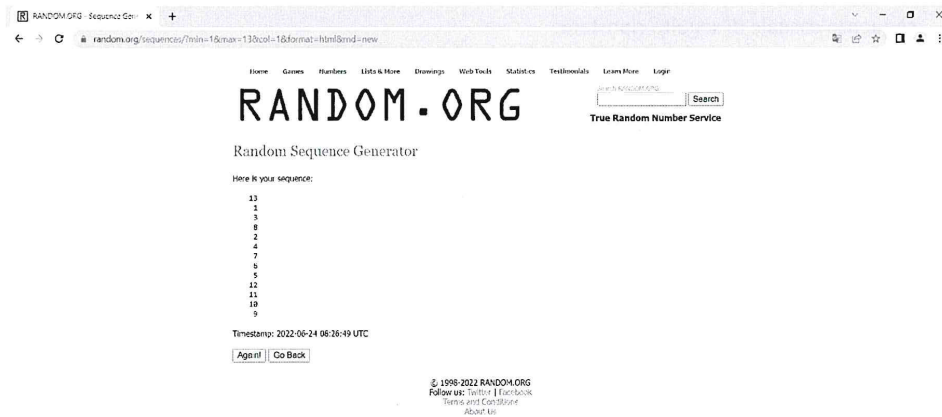 RANDOM.ORG - Sequence Gene
random.org/sequences/?min=1&max=13&col=1&format=html&rnd=new
Home Games Numbers Lists & More Drawings Web Tools Statistics Testimonials Learn More Login
RANDOM.ORG
Search RANDOM.ORG
Search
True Random Number Service
Random Sequence Generator
Here is your sequence:
13
1
3
8
2
4
7
6
5
12
11
10
9
Timestamp: 2022-06-24 08:26:49 UTC
Again! Go Back
© 1998-2022 RANDOM.ORG
Follow us: Twitter | Facebook
Terms and Conditions
About Us